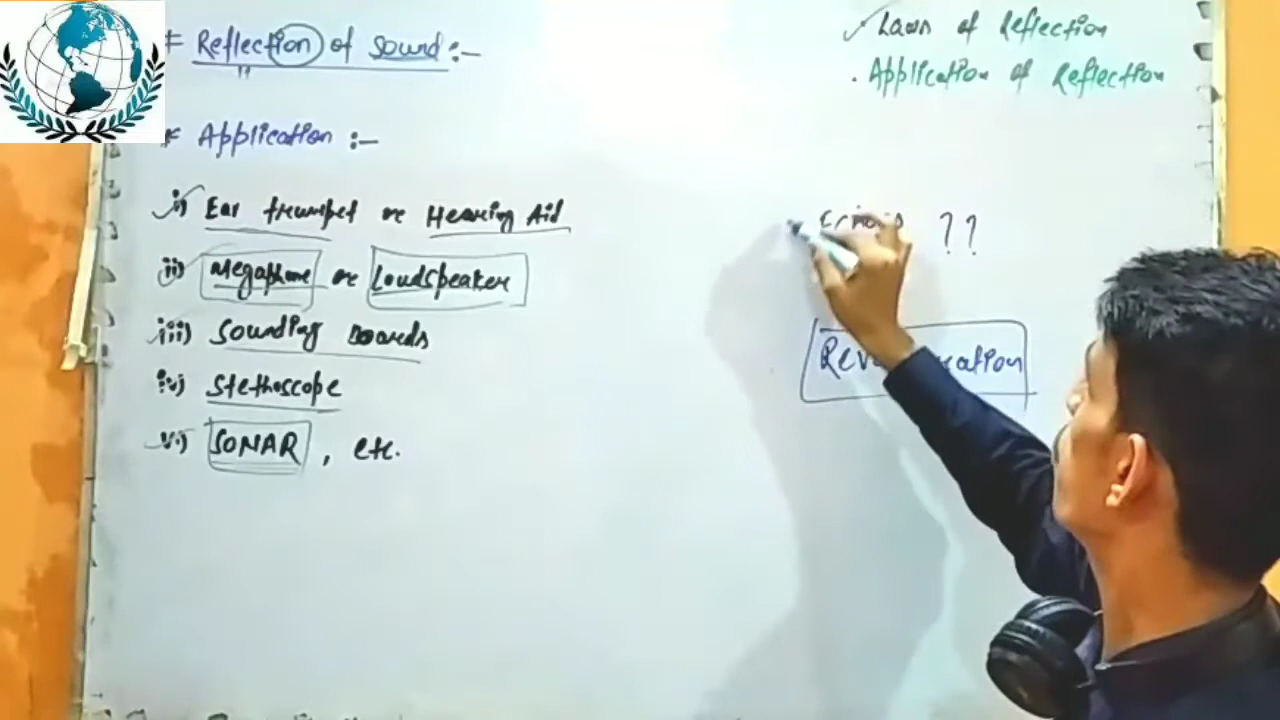 * Reflection of sound :-
* Application :-
i) Ear trumpet or Hearing Aid
ii) Megaphone or Loudspeaker
iii) Sounding Boards
iv) Stethoscope
v) SONAR, etc.
✓ Laws of Reflection
. Application of Reflection
??